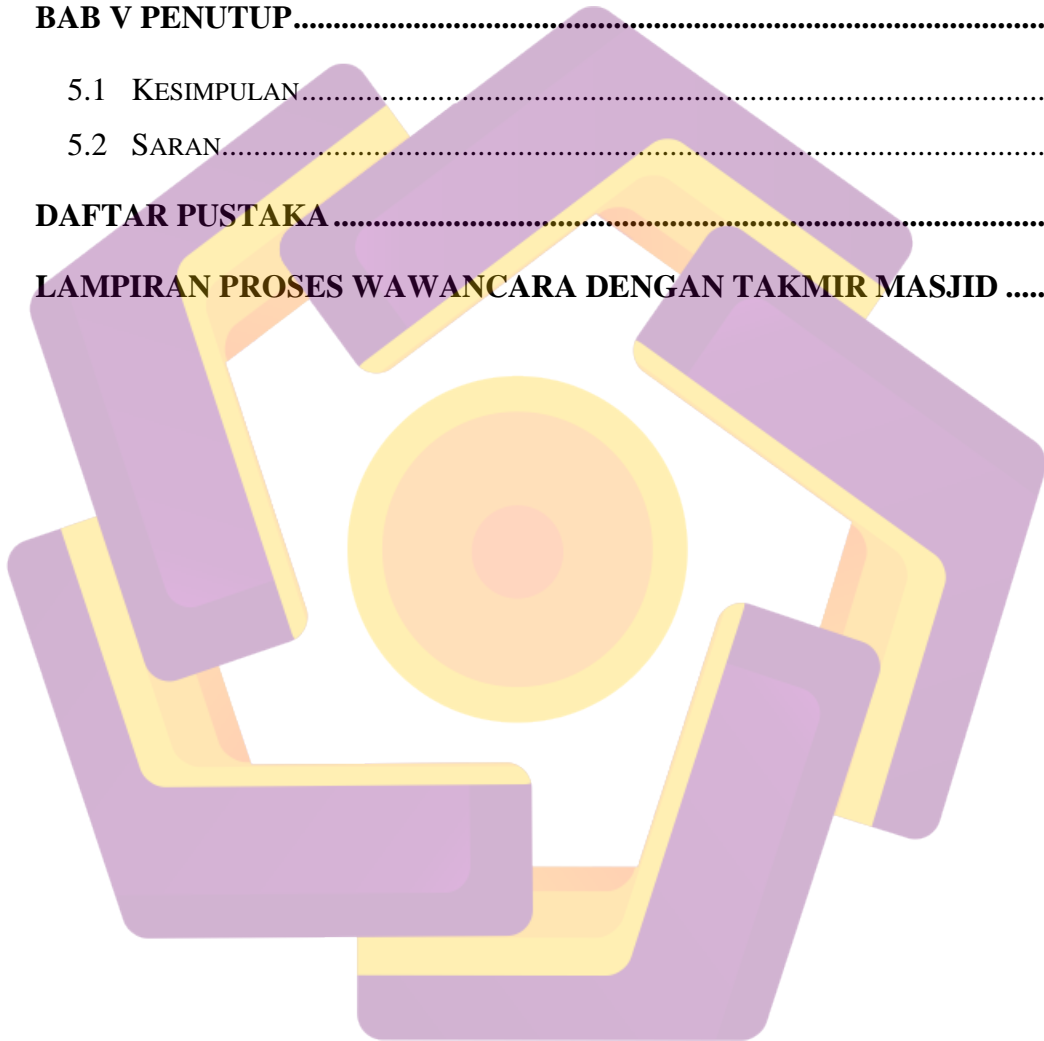 BAB V PENUTUP......................................................................................
5.1 KESIMPULAN......................................................................................
5.2 SARAN......................................................................................
DAFTAR PUSTAKA......................................................................................
LAMPIRAN PROSES WAWANCARA DENGAN TAKMIR MASJID .....